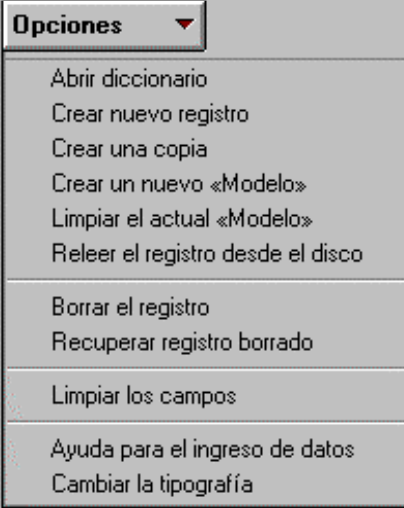 Opciones
Abrir diccionario
Crear nuevo registro
Crear una copia
Crear un nuevo «Modelo»
Limpiar el actual «Modelo»
Releer el registro desde el disco
Borrar el registro
Recuperar registro borrado
Limpiar los campos
Ayuda para el ingreso de datos
Cambiar la tipografía